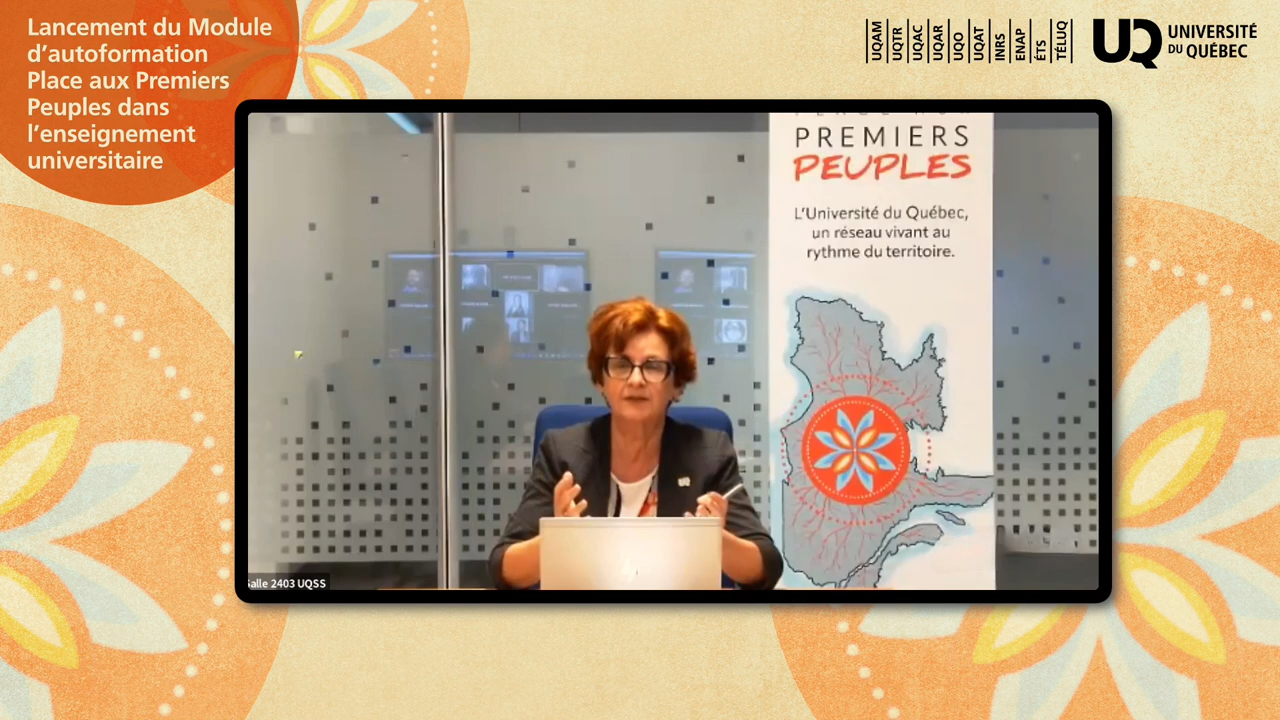 Lancement du Module
d'autoformation
Place aux Premiers
Peuples dans
l'enseignement
universitaire
UQAM
UQTR
UQAC
UQAR
UQO
UQAT
INRS
ENAP
ÉTS
TÉLUQ
UQ
UNIVERSITÉ
DU QUÉBEC
PREMIERS
PEUPLES
L'Université du Québec,
un réseau vivant au
rythme du territoire.
Salle 2403 UQSS